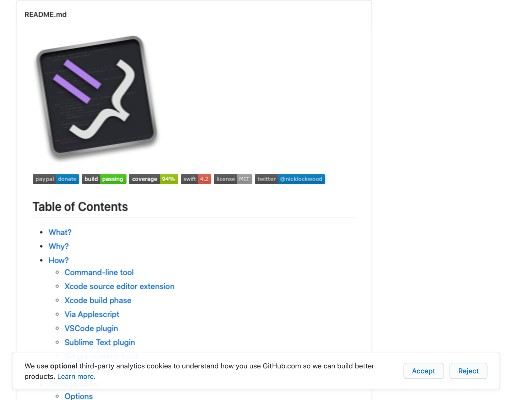 README.md
paypal donate build passing coverage 94% swift 4.2 license MIT twitter @nicklockwood
Table of Contents
What?
Why?
How?
Command-line tool
Xcode source editor extension
Xcode build phase
Via Applescript
VSCode plugin
Sublime Text plugin
We use optional third-party analytics cookies to understand how you use GitHub.com so we can build better
products. Learn more.
Accept
Reject
Options